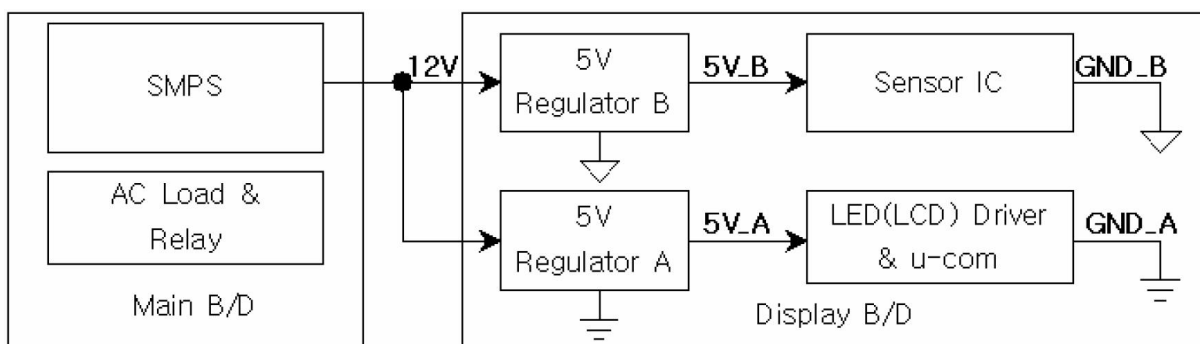 SMPS
AC Load &
Relay
Main B/D
12V
5V
Regulator B
5V_B
Sensor IC
GND_B
5V
Regulator A
5V_A
LED(LCD) Driver
& u-com
GND_A
Display B/D